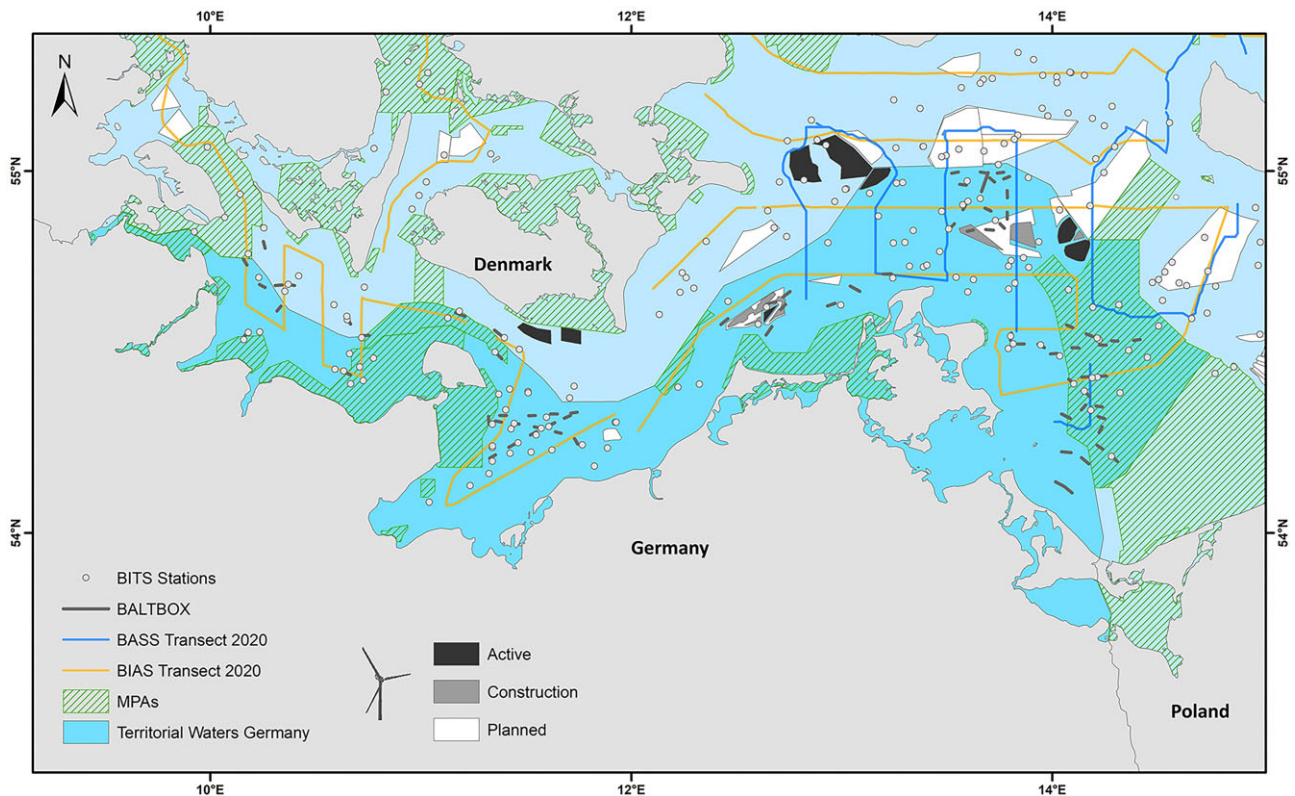 10°E
12°E
14°E
N
55°N
55°N
Denmark
54°N
54°N
Germany
BITS Stations
BALTBOX
BASS Transect 2020
BIAS Transect 2020
MPAs
Territorial Waters Germany
Active
Construction
Planned
Poland
10°E
12°E
14°E